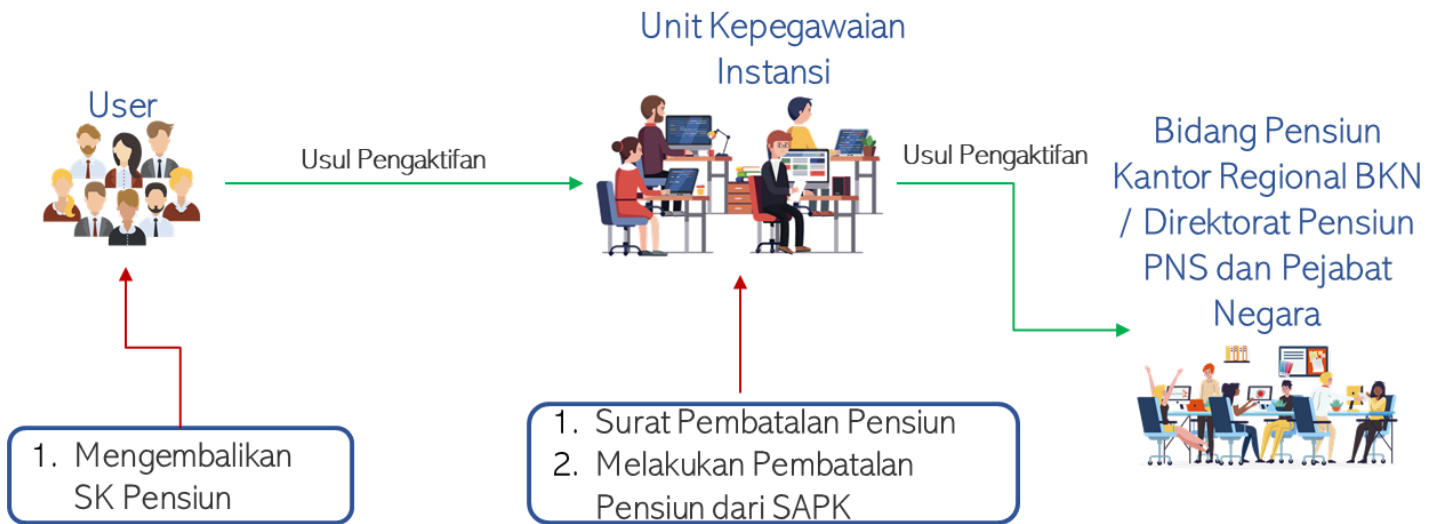 User
Usul Pengaktifan
Unit Kepegawaian
Instansi
Usul Pengaktifan
Bidang Pensiun
Kantor Regional BKN
/ Direktorat Pensiun
PNS dan Pejabat
Negara
1. Mengembalikan
SK Pensiun
1. Surat Pembatalan Pensiun
2. Melakukan Pembatalan
Pensiun dari SAPK